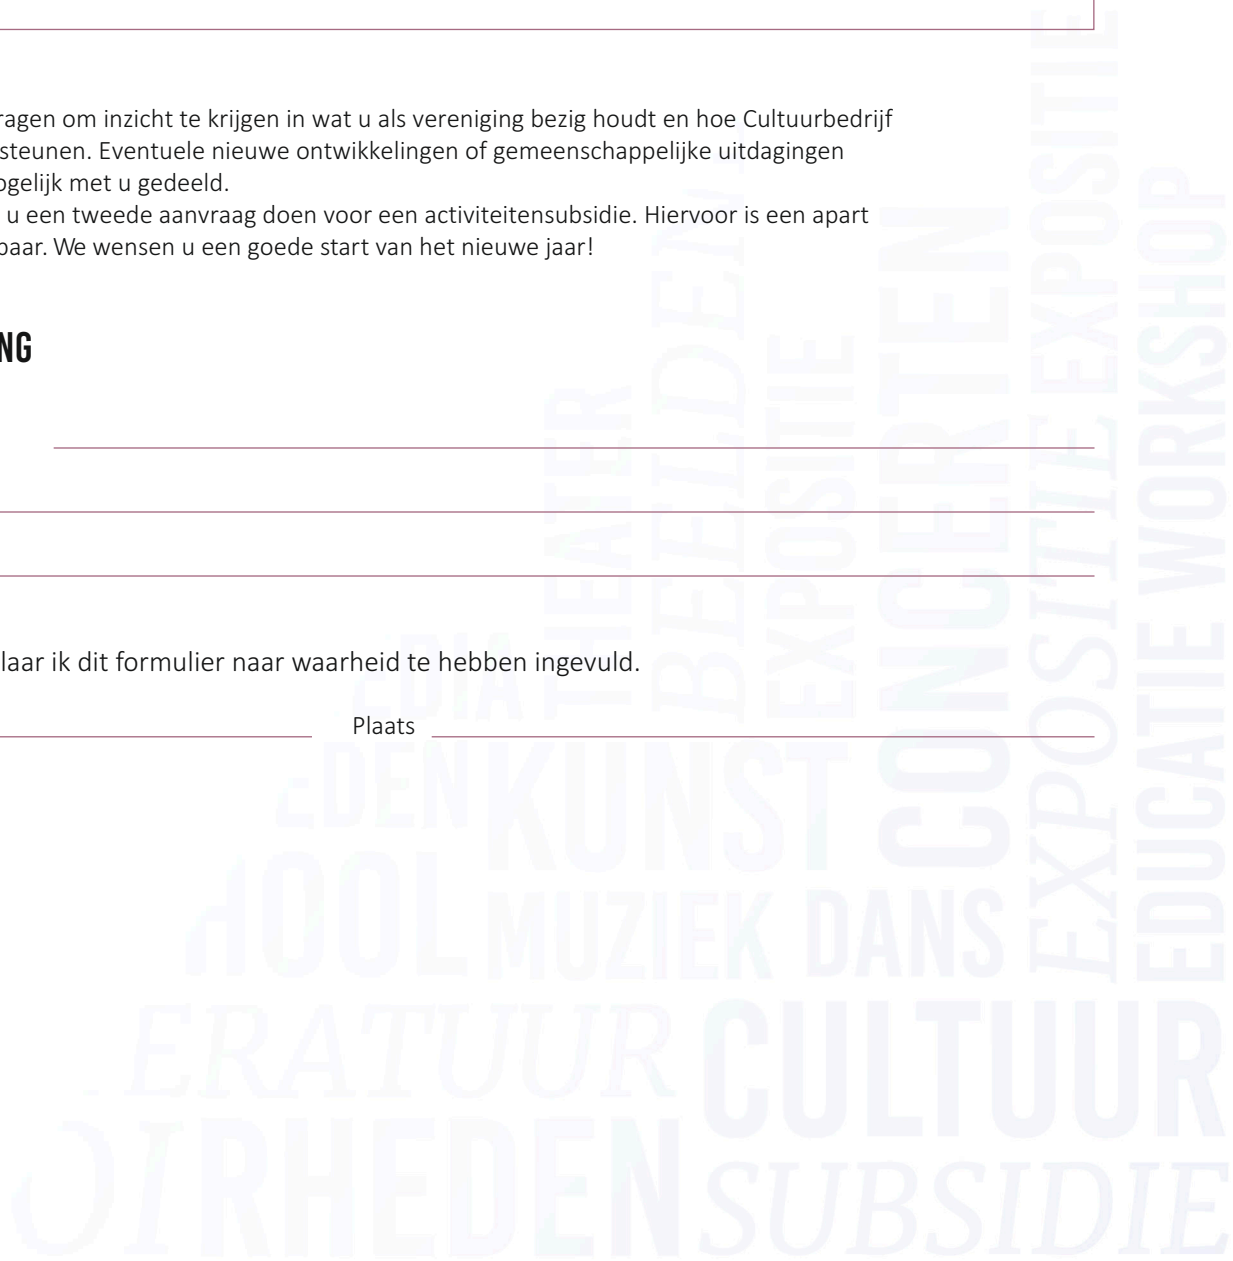 ragen om inzicht te krijgen in wat u als vereniging bezig houdt en hoe Cultuurbedrijf
steunen. Eventuele nieuwe ontwikkelingen of gemeenschappelijke uitdagingen
ogelijk met u gedeeld.
u een tweede aanvraag doen voor een activiteitensubsidie. Hiervoor is een apart
baar. We wensen u een goede start van het nieuwe jaar!
NG
laar ik dit formulier naar waarheid te hebben ingevuld.
Plaats
THEATER
BEELDEN
EXPOSITIE
CONCERTEN
EXPOSITIE EXPOSITIE
EDUCATIE WORKSHOP
EDIA
EDEN
KUNST
HOOL
MUZIEK
DANS
ERATUUR
CULTUUR
OI
RHEDEN
SUBSIDIE